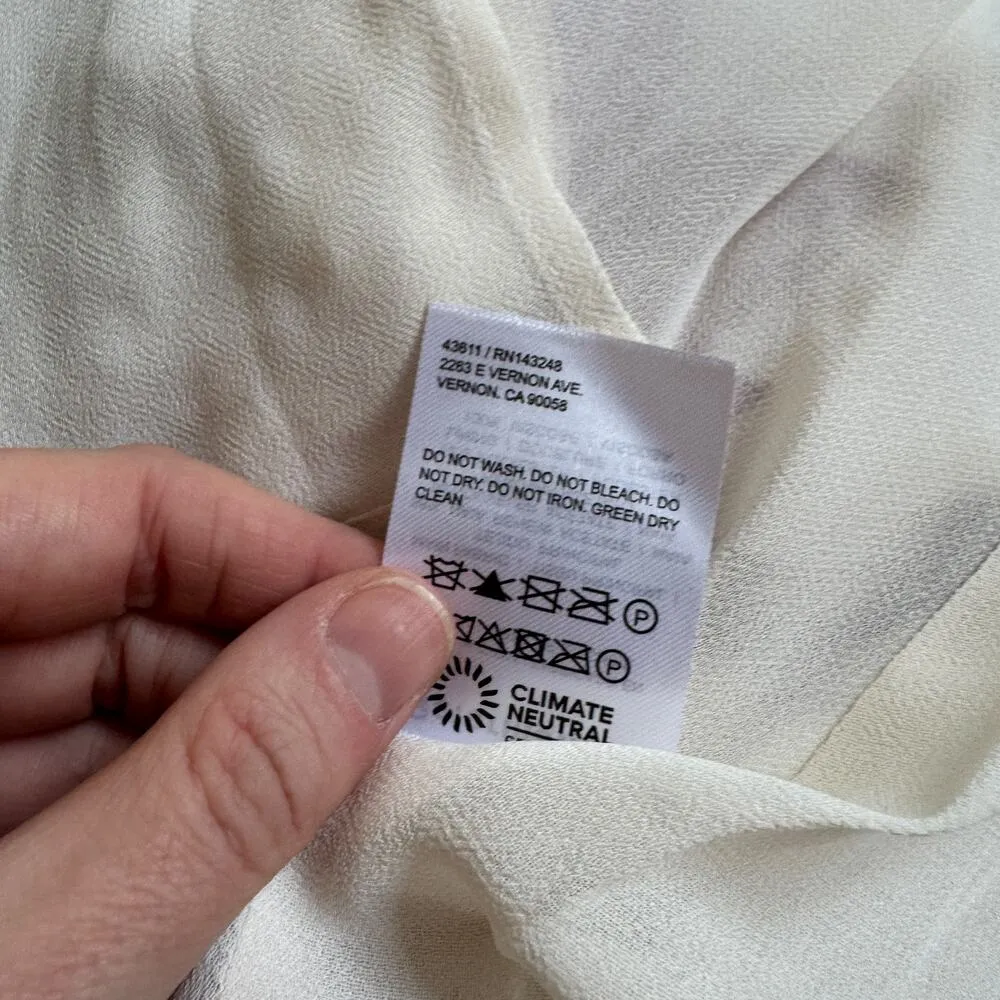 43611 / RN143248
2263 E VERNON AVE.
VERNON. CA 90058
DO NOT WASH. DO NOT BLEACH. DO
NOT DRY. DO NOT IRON. GREEN DRY
CLEAN
P
P
CLIMATE
NEUTRAL